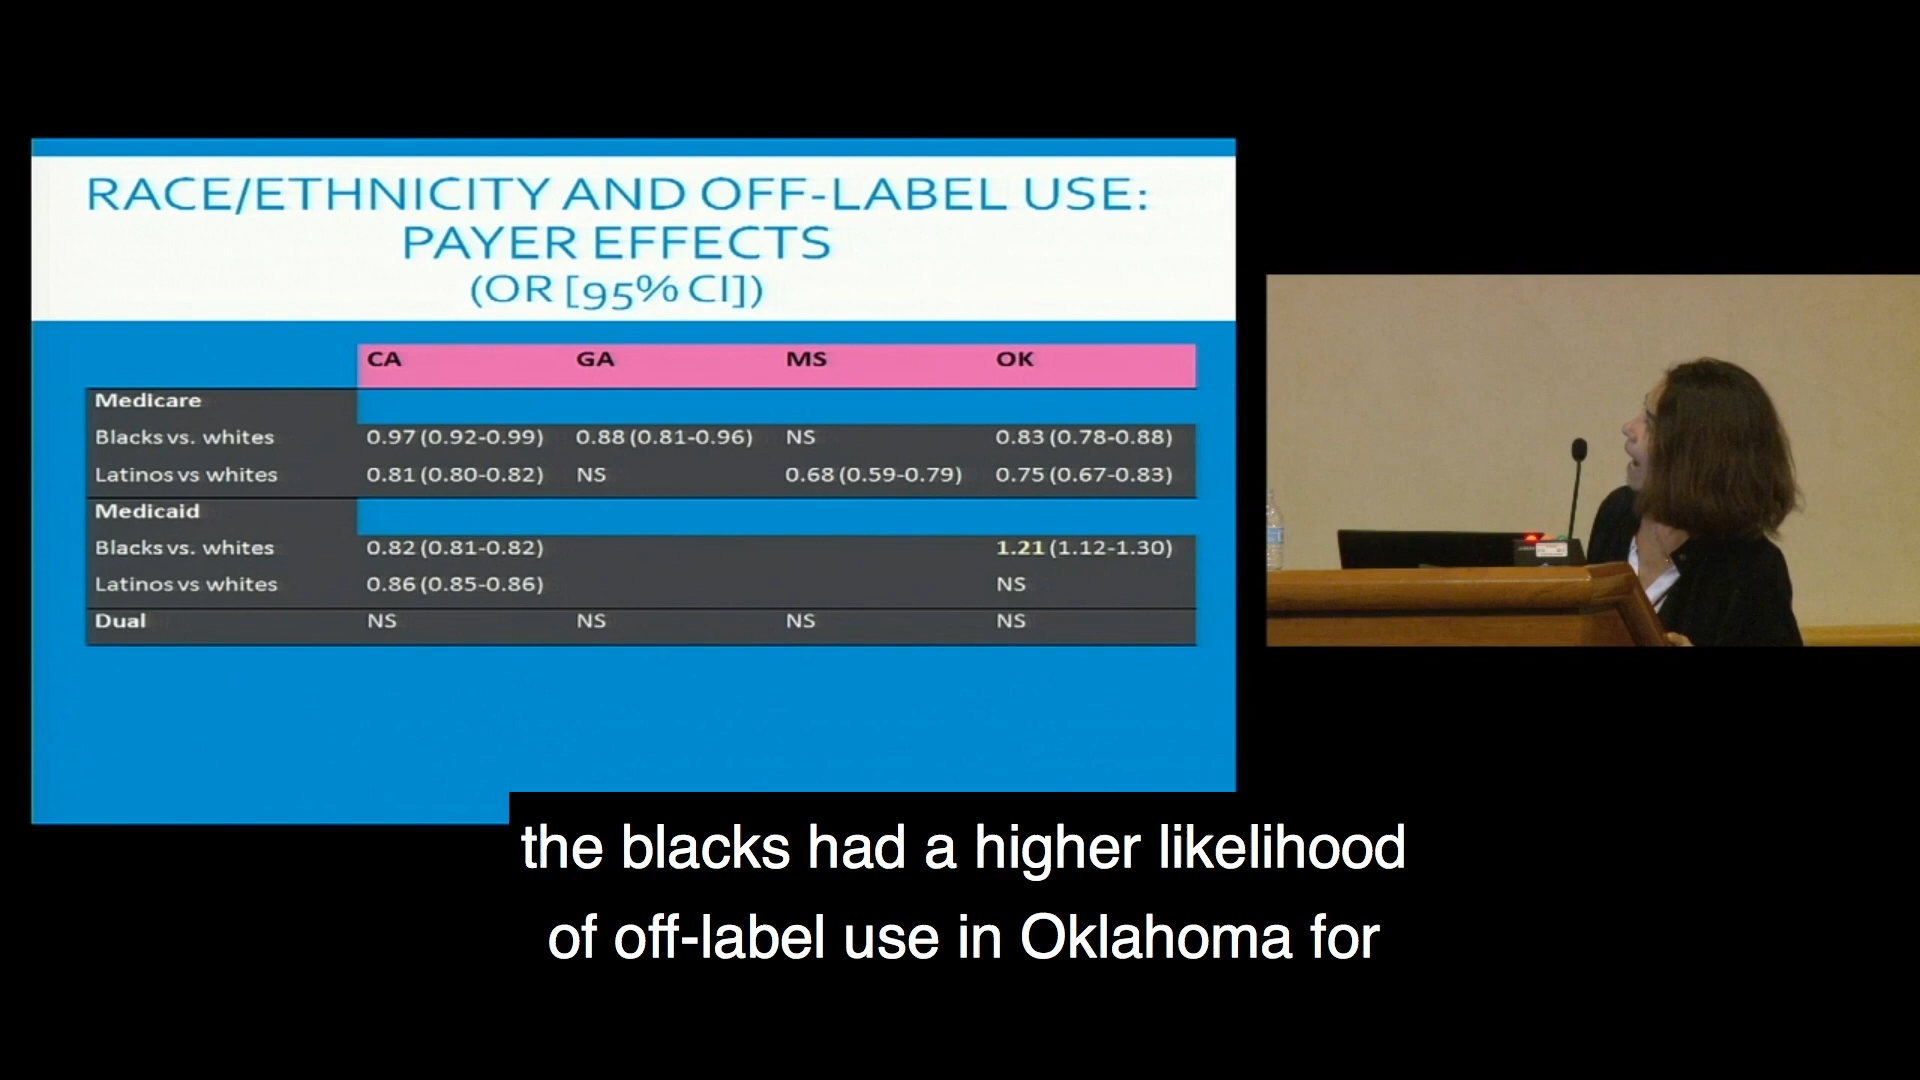 RACE/ETHNICITY AND OFF-LABEL USE:
PAYER EFFECTS
(OR [95% CI])
CA GA MS OK
Medicare
Blacks vs. whites 0.97 (0.92-0.99) 0.88 (0.81-0.96) NS 0.83 (0.78-0.88)
Latinos vs whites 0.81 (0.80-0.82) NS 0.68 (0.59-0.79) 0.75 (0.67-0.83)
Medicaid
Blacks vs. whites 0.82 (0.81-0.82) 1.21 (1.12-1.30)
Latinos vs whites 0.86 (0.85-0.86) NS
Dual NS NS NS NS
the blacks had a higher likelihood
of off-label use in Oklahoma for